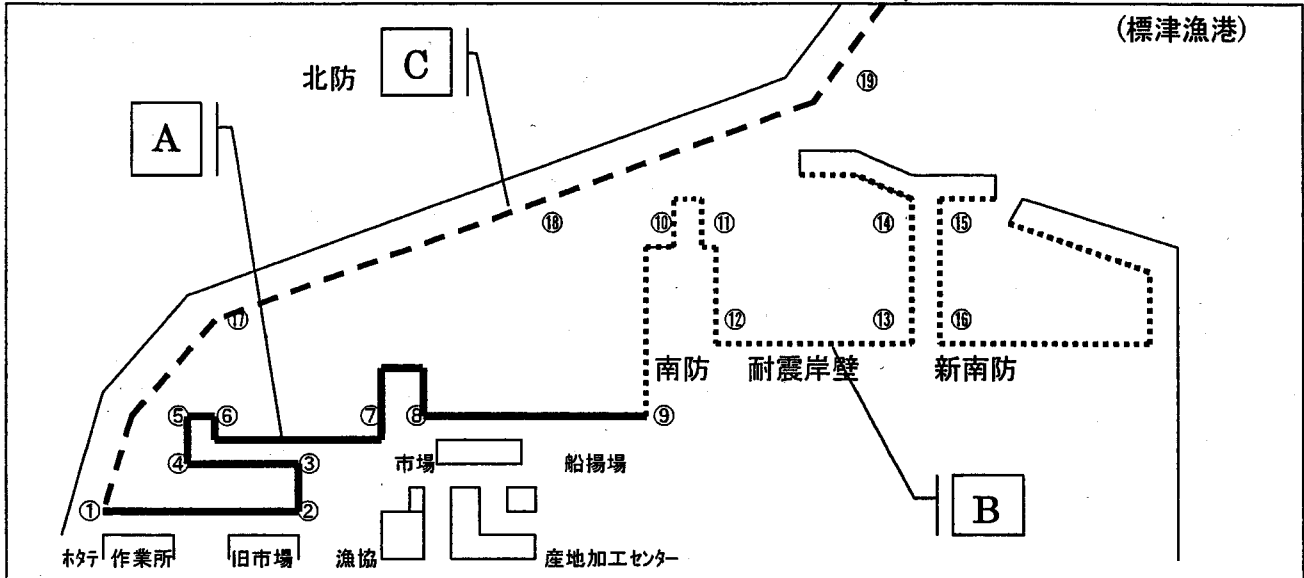 (標津漁港)
北防
C
A
⑲
⑱
⑩
⑪
⑭
⑮
⑰
⑫
⑬
⑯
南防
耐震岸壁
新南防
⑤
⑥
⑦
⑧
⑨
④
③
市場
船揚場
①
②
B
ホタテ
作業所
旧市場
漁協
産地加工センター